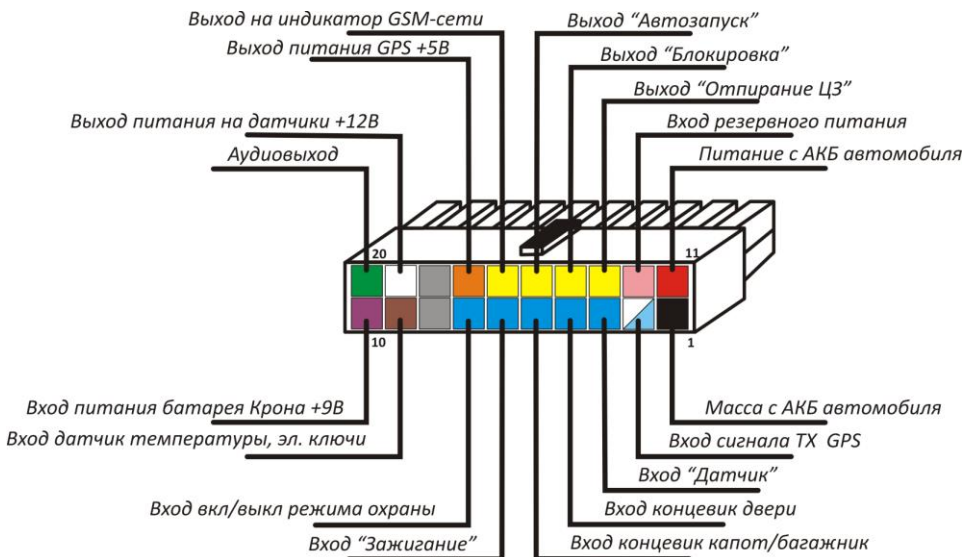 Выход на индикатор GSM-сети
Выход "Автозапуск"
Выход питания GPS +5В
Выход "Блокировка"
Выход "Отпирание ЦЗ"
Выход питания на датчики +12В
Вход резервного питания
Аудиовыход
Питание с АКБ автомобиля
20
11
10
1
Вход питания батарея Крона +9В
Масса с АКБ автомобиля
Вход датчик температуры, эл. ключи
Вход сигнала TX GPS
Вход "Датчик"
Вход вкл/выкл режима охраны
Вход концевик двери
Вход "Зажигание"
Вход концевик капот/багажник